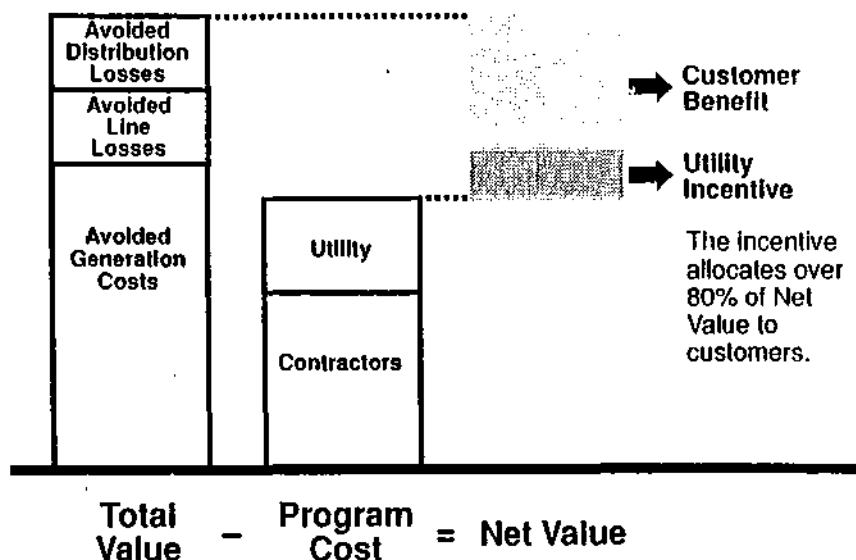 Avoided
Distribution
Losses
Avoided
Line
Losses
Avoided
Generation
Costs
Utility
Contractors
Customer
Benefit
Utility
Incentive
The incentive
allocates over
80% of Net
Value to
customers.
Total
Value
-
Program
Cost
= Net Value